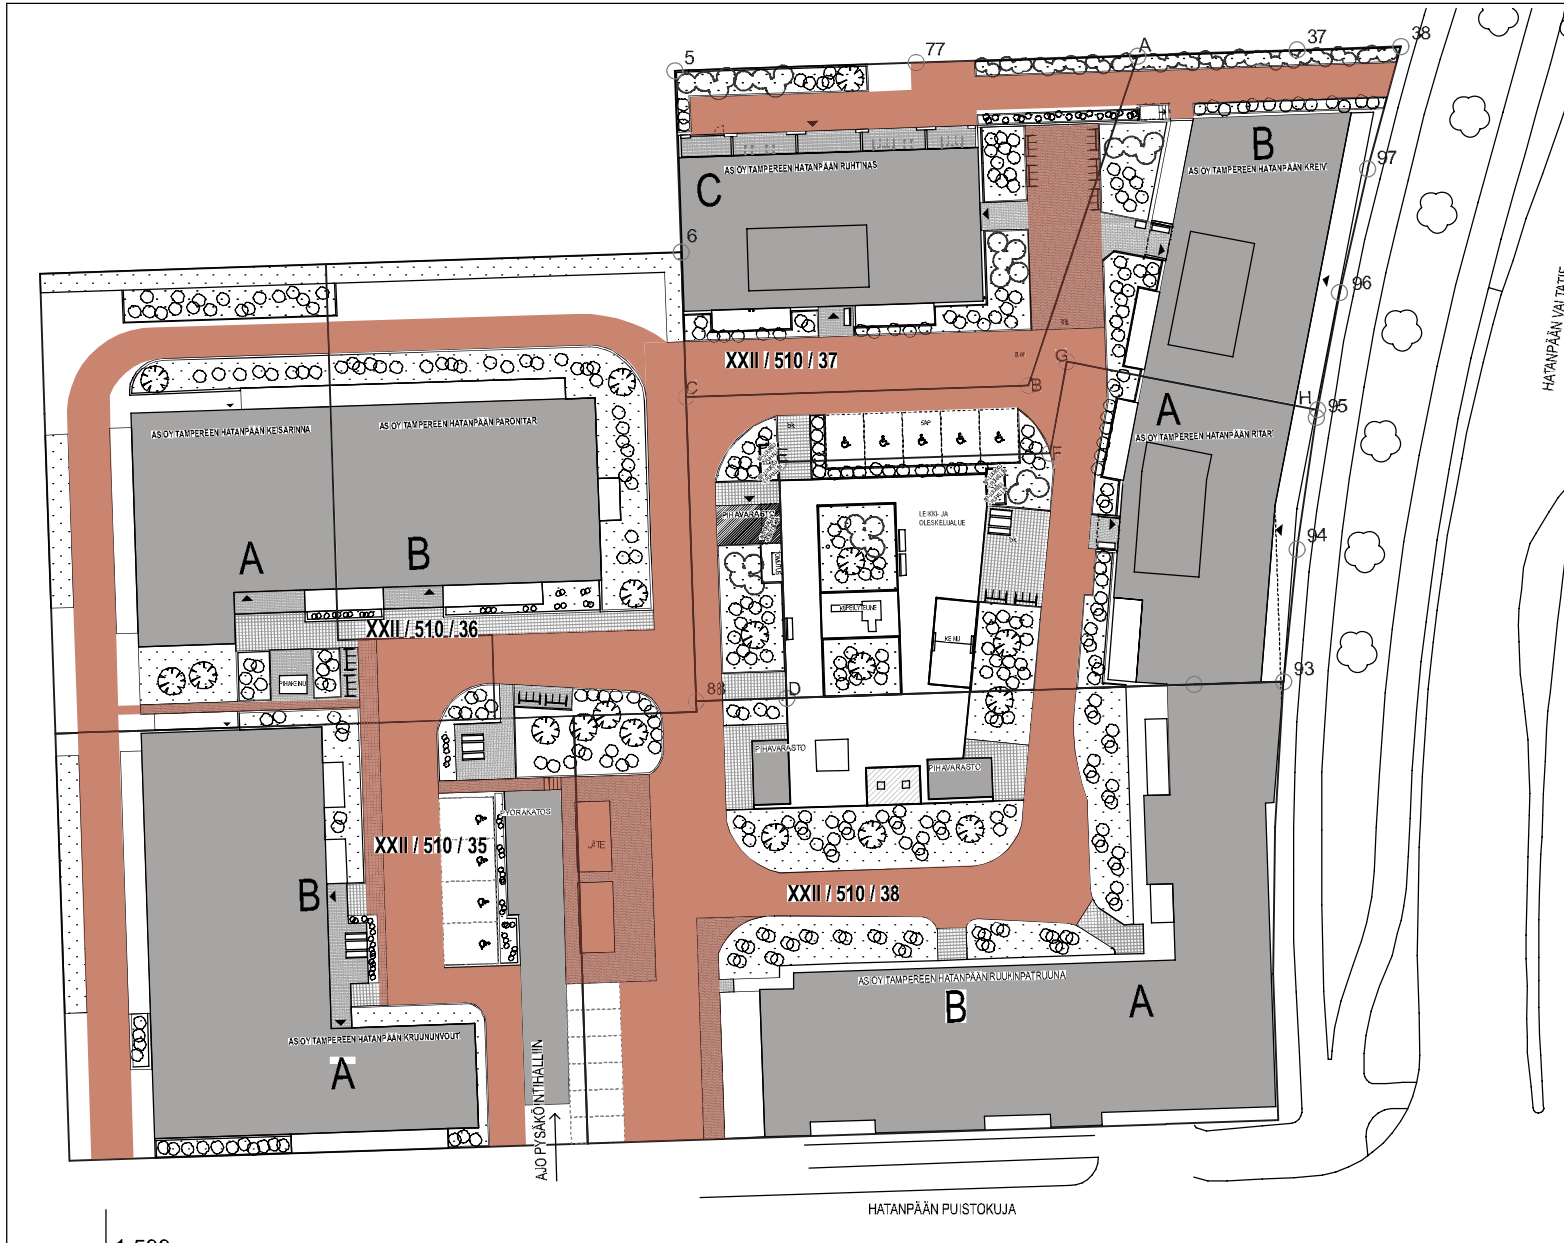 5
77
A
37
38
B
AS OY TAMPEREEN HATANPÄÄN KREIVI
AS OY TAMPEREEN HATANPÄÄN RUHTINAS
C
97
6
96
HATANPÄÄN VALTATIE
XXII / 510 / 37
G
C
B
H
95
A
AS OY TAMPEREEN HATANPÄÄN RITARI
AS OY TAMPEREEN HATANPÄÄN KEISARINNA
AS OY TAMPEREEN HATANPÄÄN PARONITAR
5AP
E
F
PIHAVARASTO
LEIKKI- JA
OLESKELUALUE
A
B
94
KUPEILYTEUNE
XXII / 510 / 36
KEINU
PIHAKEINU
88
D
93
PIHAVARASTO
PIHAVARASTO
PYÖRÄKATOS
JÄTE
XXII / 510 / 35
B
XXII / 510 / 38
AS OY TAMPEREEN HATANPÄÄN RUUKINPATRUUNA
B
A
AS OY TAMPEREEN HATANPÄÄN KRUUNUNVOUTI
A
AJO PYSÄKÖINTIHALLIIN
HATANPÄÄN PUISTOKUJA